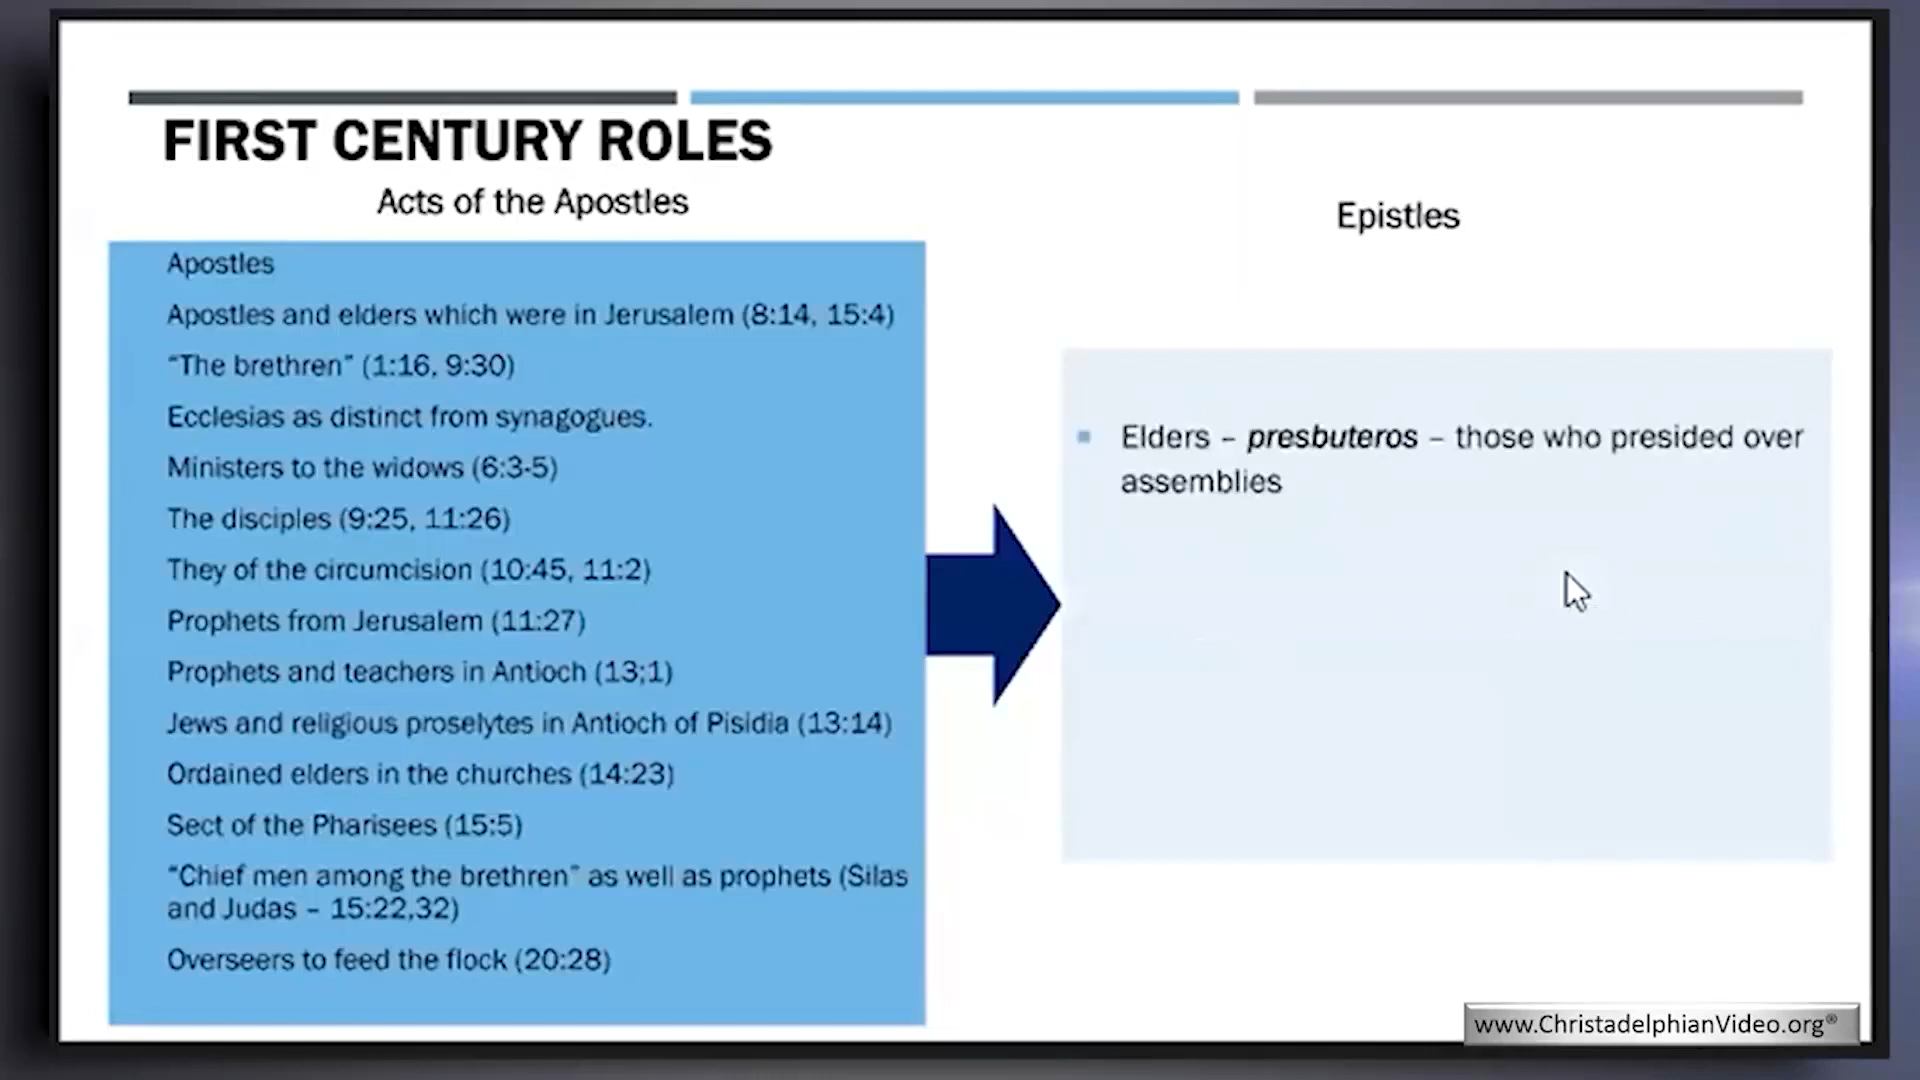 FIRST CENTURY ROLES
Acts of the Apostles
Apostles
Apostles and elders which were in Jerusalem (8:14, 15:4)
“The brethren” (1:16, 9:30)
Ecclesias as distinct from synagogues.
Ministers to the widows (6:3-5)
The disciples (9:25, 11:26)
They of the circumcision (10:45, 11:2)
Prophets from Jerusalem (11:27)
Prophets and teachers in Antioch (13;1)
Jews and religious proselytes in Antioch of Pisidia (13:14)
Ordained elders in the churches (14:23)
Sect of the Pharisees (15:5)
“Chief men among the brethren” as well as prophets (Silas
and Judas – 15:22,32)
Overseers to feed the flock (20:28)
Epistles
Elders – presbuteros – those who presided over
assemblies
www.ChristadelphianVideo.org®